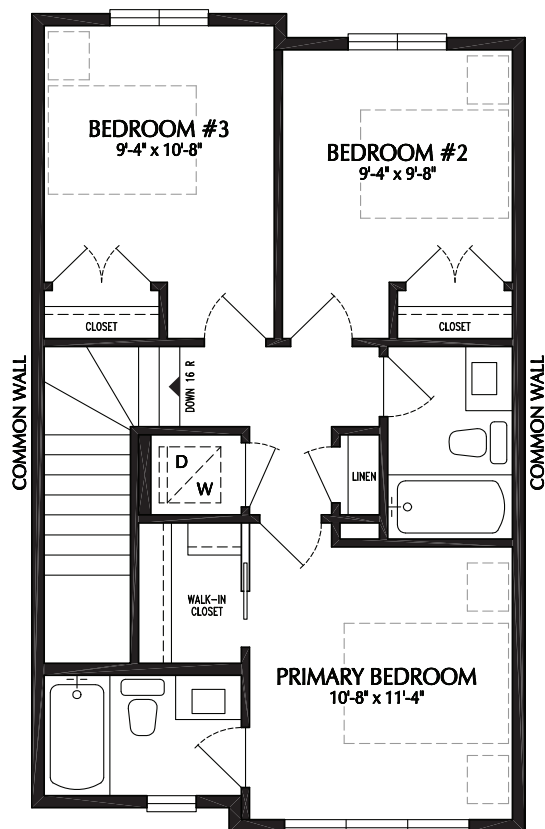 BEDROOM #3
9'-4" x 10'-8"
BEDROOM #2
9'-4" x 9'-8"
CLOSET
CLOSET
COMMON WALL
COMMON WALL
DOWN 16 R
D
W
LINEN
WALK-IN
CLOSET
PRIMARY BEDROOM
10'-8" x 11'-4"